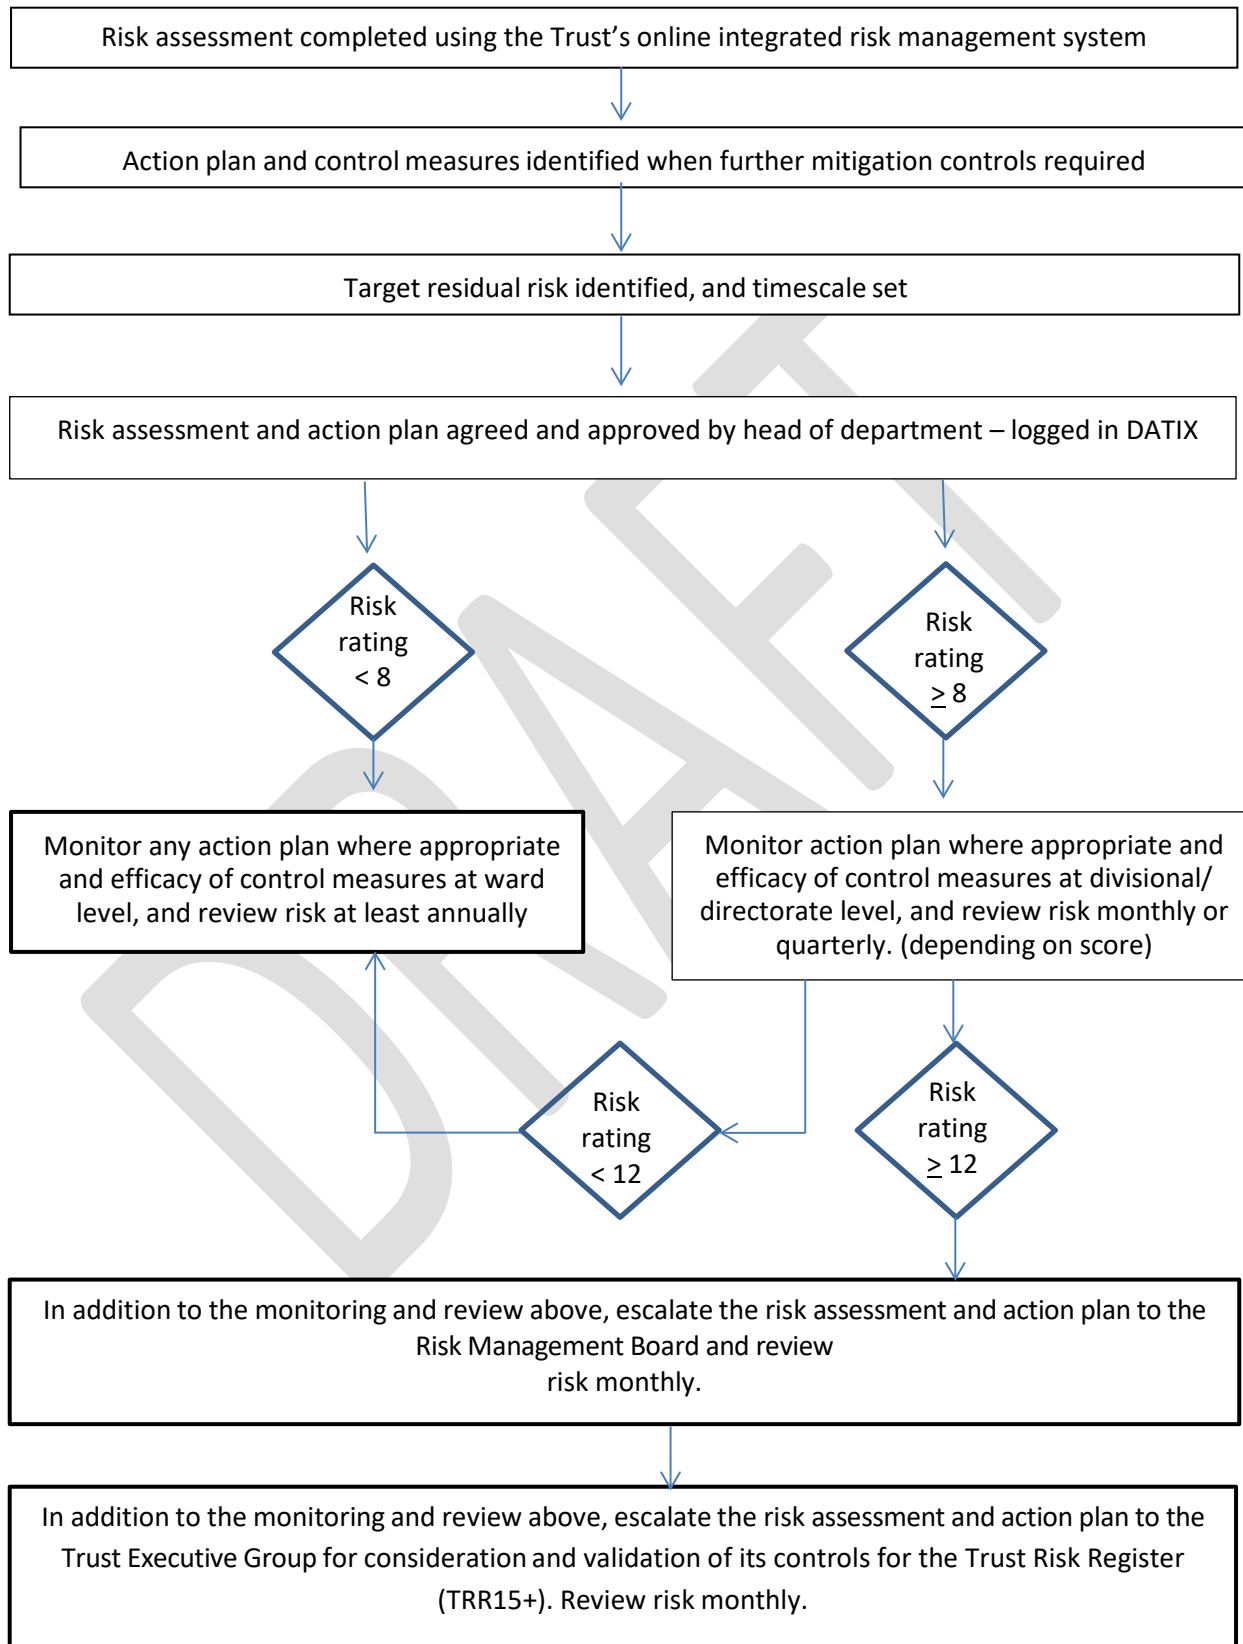 Risk assessment completed using the Trust’s online integrated risk management system
Action plan and control measures identified when further mitigation controls required
Target residual risk identified, and timescale set
Risk assessment and action plan agreed and approved by head of department – logged in DATIX
Risk
rating
< 8
Risk
rating
≥ 8
Monitor any action plan where appropriate
and efficacy of control measures at ward
level, and review risk at least annually
Monitor action plan where appropriate and
efficacy of control measures at divisional/
directorate level, and review risk monthly or
quarterly. (depending on score)
Risk
rating
< 12
Risk
rating
≥ 12
In addition to the monitoring and review above, escalate the risk assessment and action plan to the
Risk Management Board and review
risk monthly.
In addition to the monitoring and review above, escalate the risk assessment and action plan to the
Trust Executive Group for consideration and validation of its controls for the Trust Risk Register
(TRR15+). Review risk monthly.
DRAFT